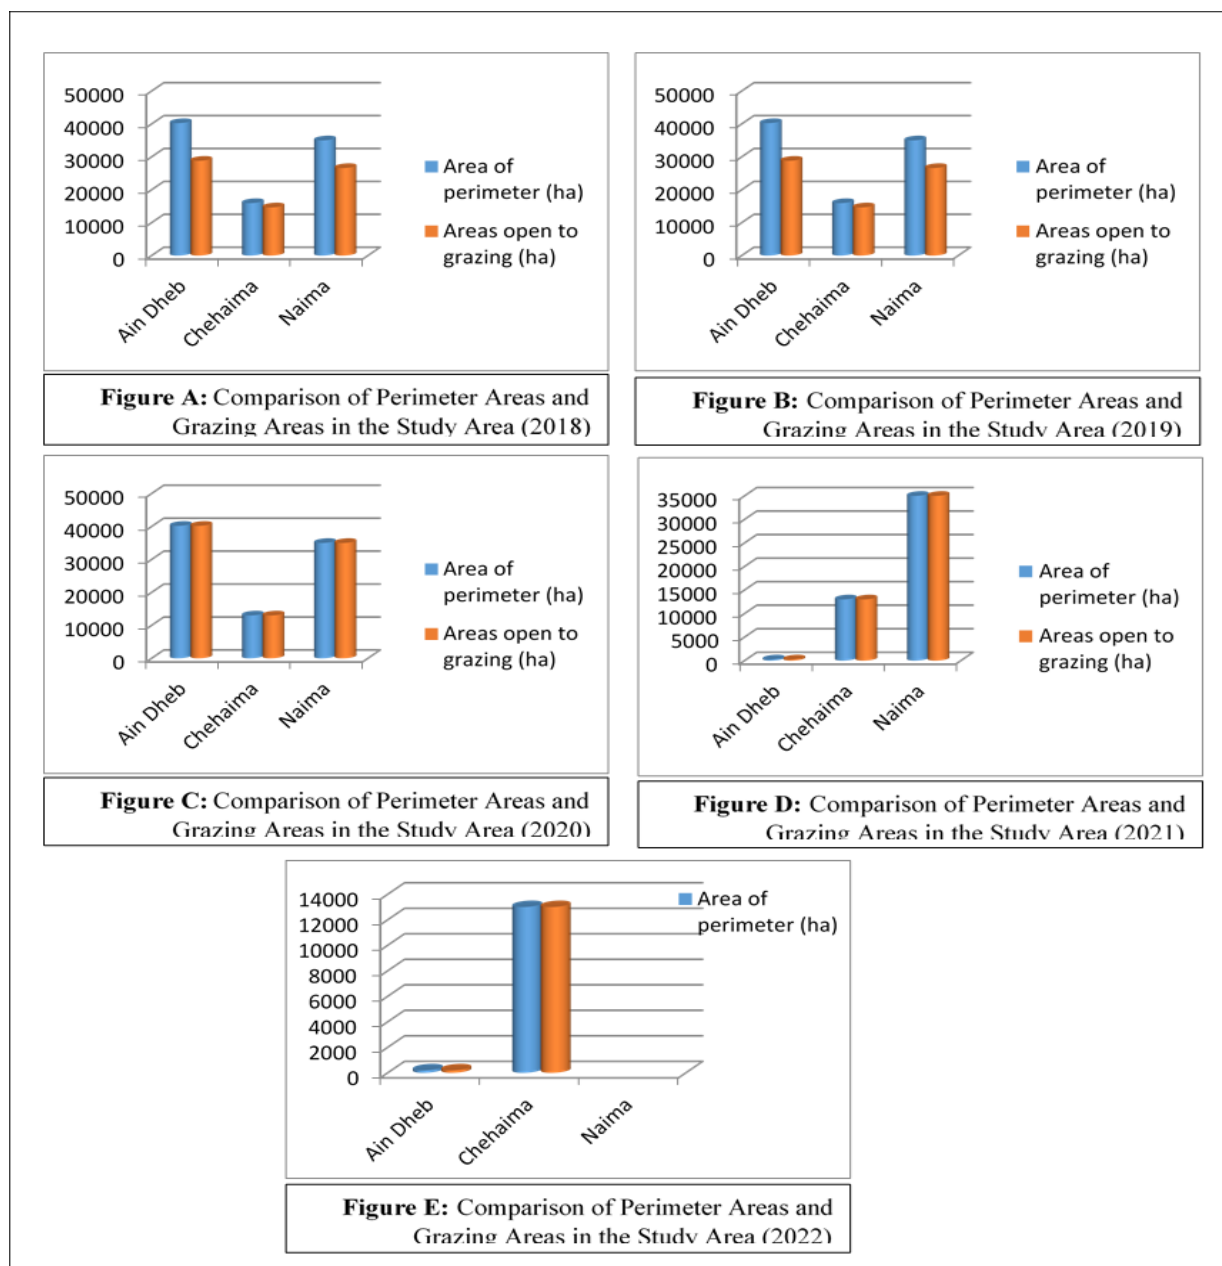 50000
40000
30000
20000
10000
0
Ain Dheb
Chehaima
Naima
Area of
perimeter (ha)
Areas open to
grazing (ha)
Figure A: Comparison of Perimeter Areas and
Grazing Areas in the Study Area (2018)
50000
40000
30000
20000
10000
0
Ain Dheb
Chehaima
Naima
Area of
perimeter (ha)
Areas open to
grazing (ha)
Figure B: Comparison of Perimeter Areas and
Grazing Areas in the Study Area (2019)
50000
40000
30000
20000
10000
0
Ain Dheb
Chehaima
Naima
Area of
perimeter (ha)
Areas open to
grazing (ha)
Figure C: Comparison of Perimeter Areas and
Grazing Areas in the Study Area (2020)
35000
30000
25000
20000
15000
10000
5000
0
Ain Dheb
Chehaima
Naima
Area of
perimeter (ha)
Areas open to
grazing (ha)
Figure D: Comparison of Perimeter Areas and
Grazing Areas in the Study Area (2021)
14000
12000
10000
8000
6000
4000
2000
0
Ain Dheb
Chehaima
Naima
Area of
perimeter (ha)
Figure E: Comparison of Perimeter Areas and
Grazing Areas in the Study Area (2022)